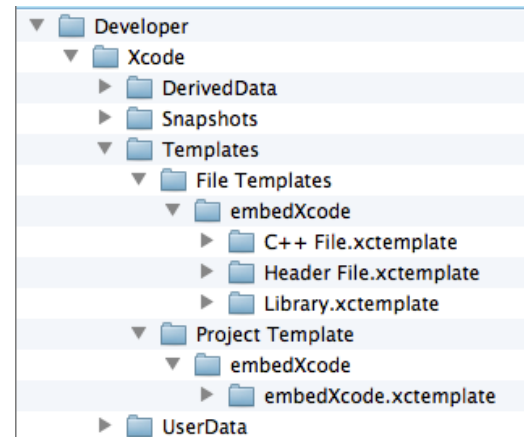 Developer
Xcode
DerivedData
Snapshots
Templates
File Templates
embedXcode
C++ File.xctemplate
Header File.xctemplate
Library.xctemplate
Project Template
embedXcode
embedXcode.xctemplate
UserData